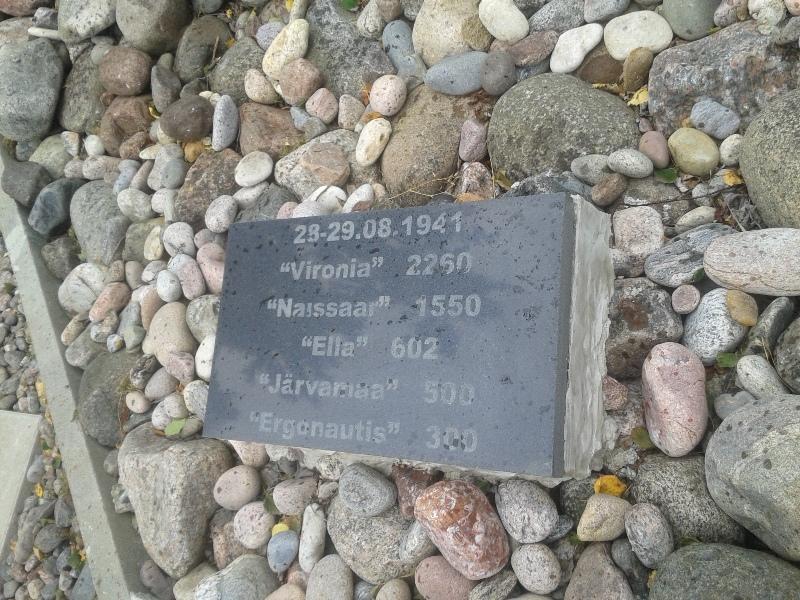 28-29.08.1941
“Vironia” 2260
“Naissaar” 1550
“Ella” 602
“Järvamaa” 500
“Ergonautis” 300